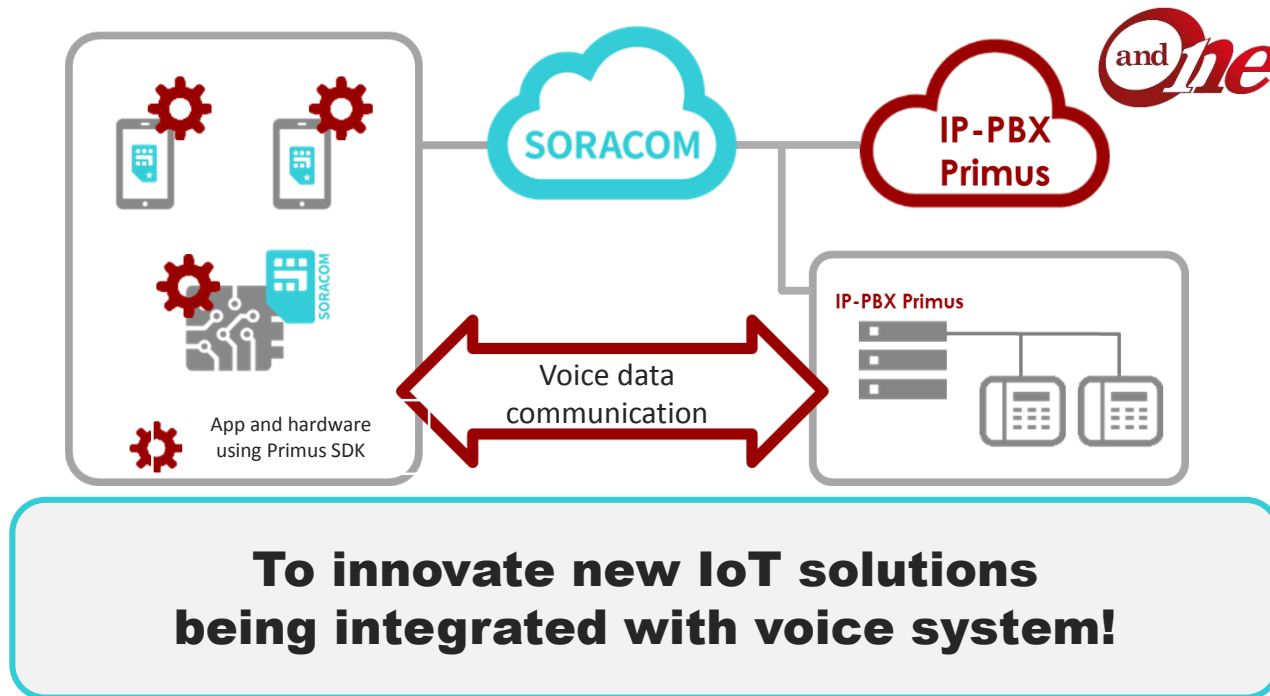 and One
SORACOM
IP-PBX
Primus
SORACOM
IP-PBX Primus
Voice data
communication
App and hardware
using Primus SDK
To innovate new IoT solutions
being integrated with voice system!